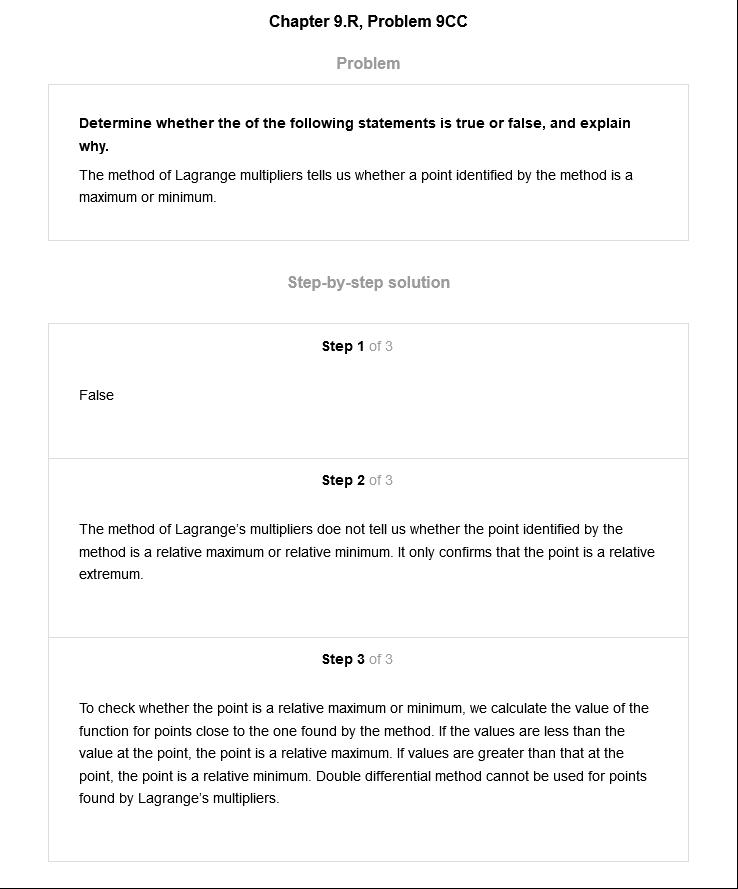 Chapter 9.R, Problem 9CC
Problem
Determine whether the of the following statements is true or false, and explain
why.
The method of Lagrange multipliers tells us whether a point identified by the method is a
maximum or minimum.
Step-by-step solution
Step 1 of 3
False
Step 2 of 3
The method of Lagrange's multipliers doe not tell us whether the point identified by the
method is a relative maximum or relative minimum. It only confirms that the point is a relative
extremum.
Step 3 of 3
To check whether the point is a relative maximum or minimum, we calculate the value of the
function for points close to the one found by the method. If the values are less than the
value at the point, the point is a relative maximum. If values are greater than that at the
point, the point is a relative minimum. Double differential method cannot be used for points
found by Lagrange's multipliers.